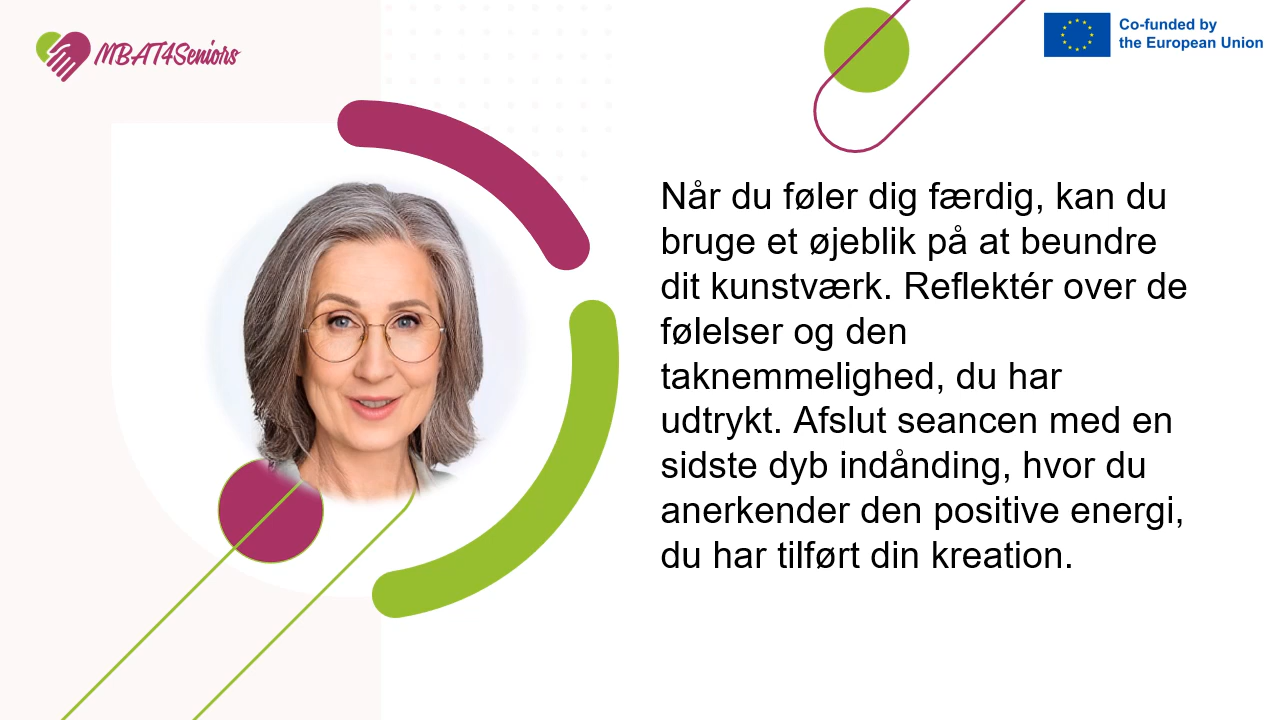 MBAT4Seniors
Co-funded by
the European Union
Når du føler dig færdig, kan du
bruge et øjeblik på at beundre
dit kunstværk. Reflektér over de
følelser og den
taknemmelighed, du har
udtrykt. Afslut seancen med en
sidste dyb indånding, hvor du
anerkender den positive energi,
du har tilført din kreation.